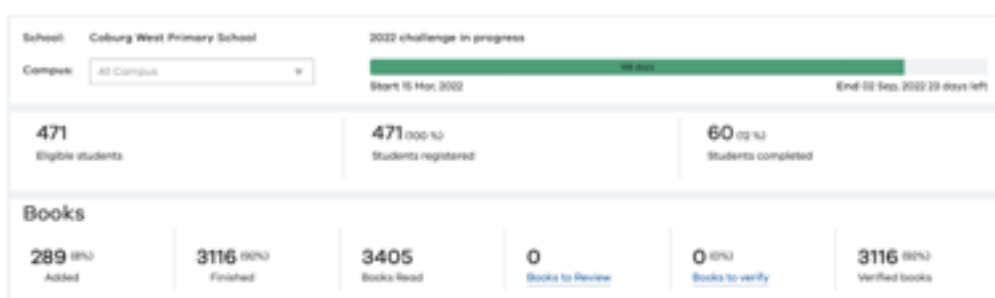 School: Coburg West Primary School
2022 challenge in progress
Campus: All Campus
Start 15 Mar, 2022
End 02 Sep, 2022 23 days left
471
Eligible students
471 (100 %)
Students registered
60 (12 %)
Students completed
Books
289 (8%)
Added
3116 (92%)
Finished
3405
Books Read
0
Books to Review
0 (0%)
Books to verify
3116 (92%)
Verified books